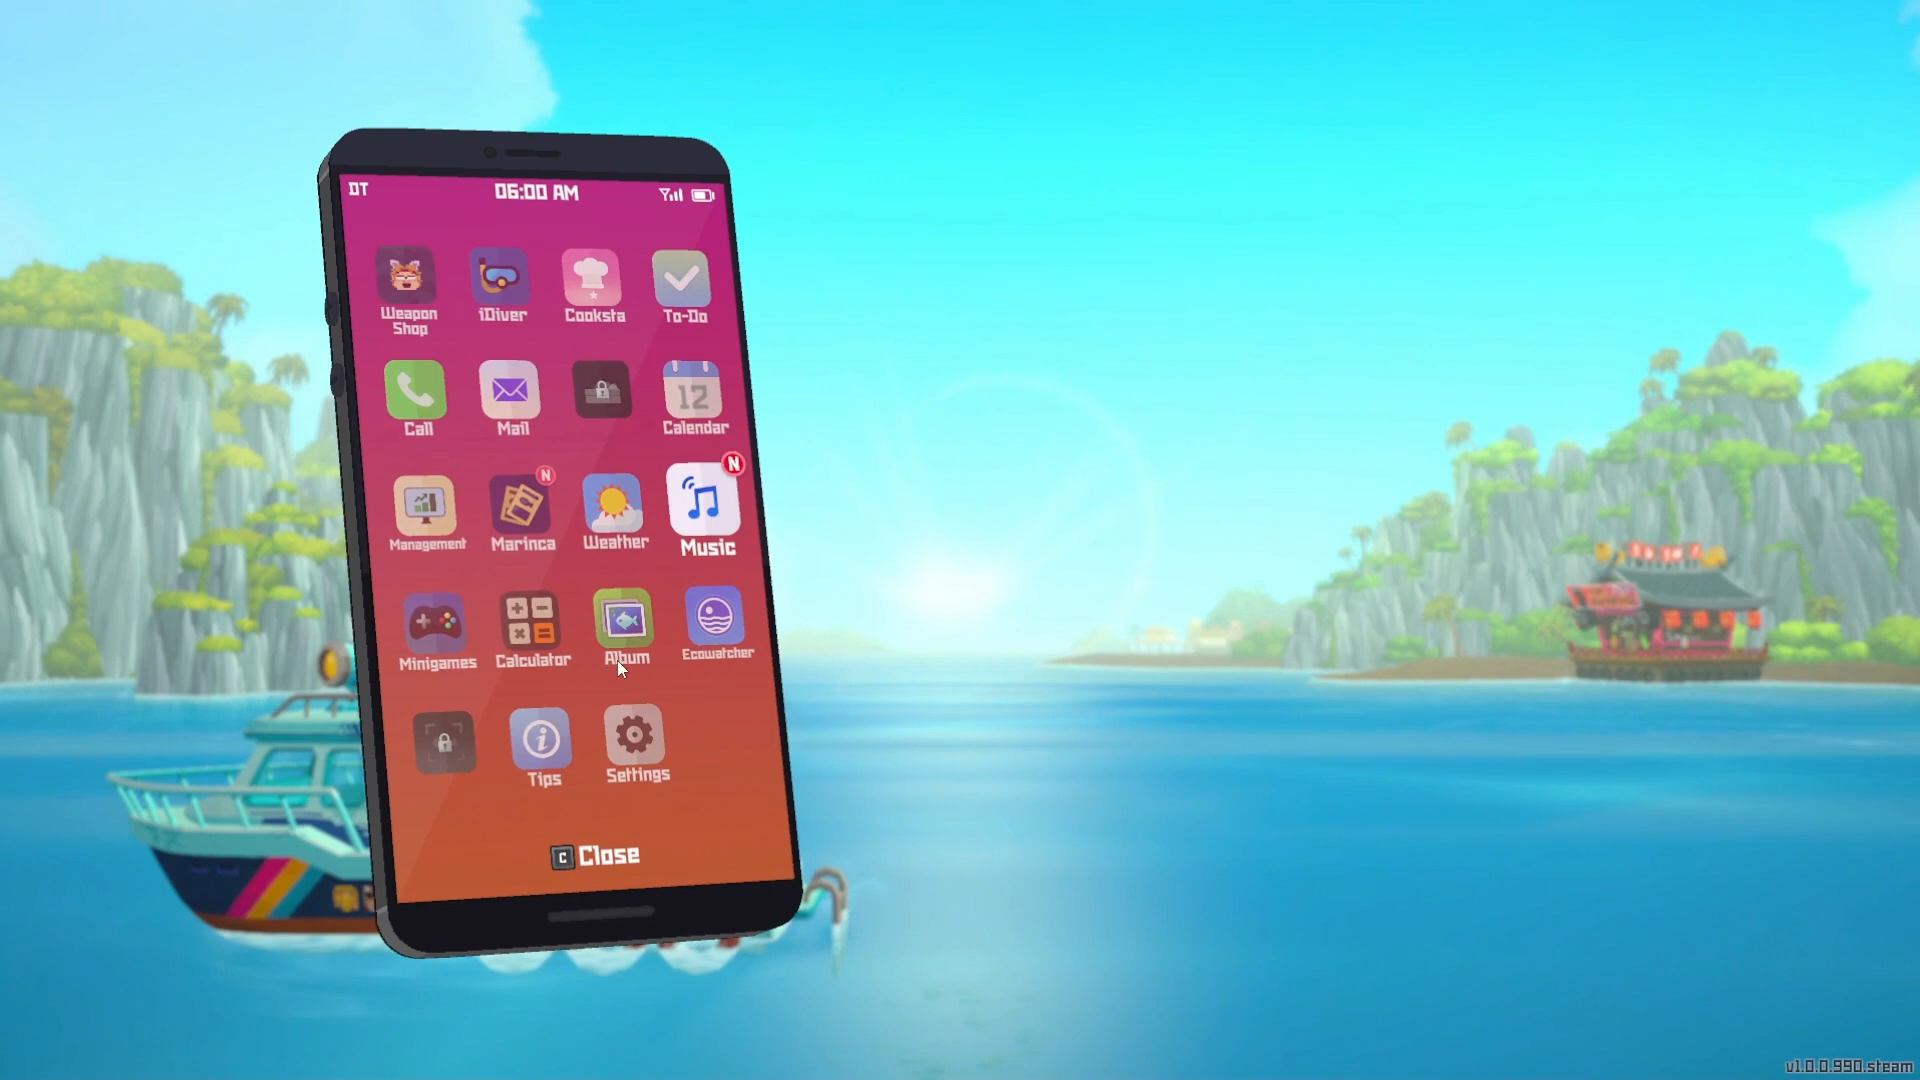 DT
06:00 AM
Weapon
Shop
iDiver
Cooksta
To-Do
Call
Mail
12
Calendar
N
N
Management
Marinca
Weather
Music
Minigames
Calculator
Album
Ecowatcher
Tips
Settings
C Close
v1.0.0.990.steam